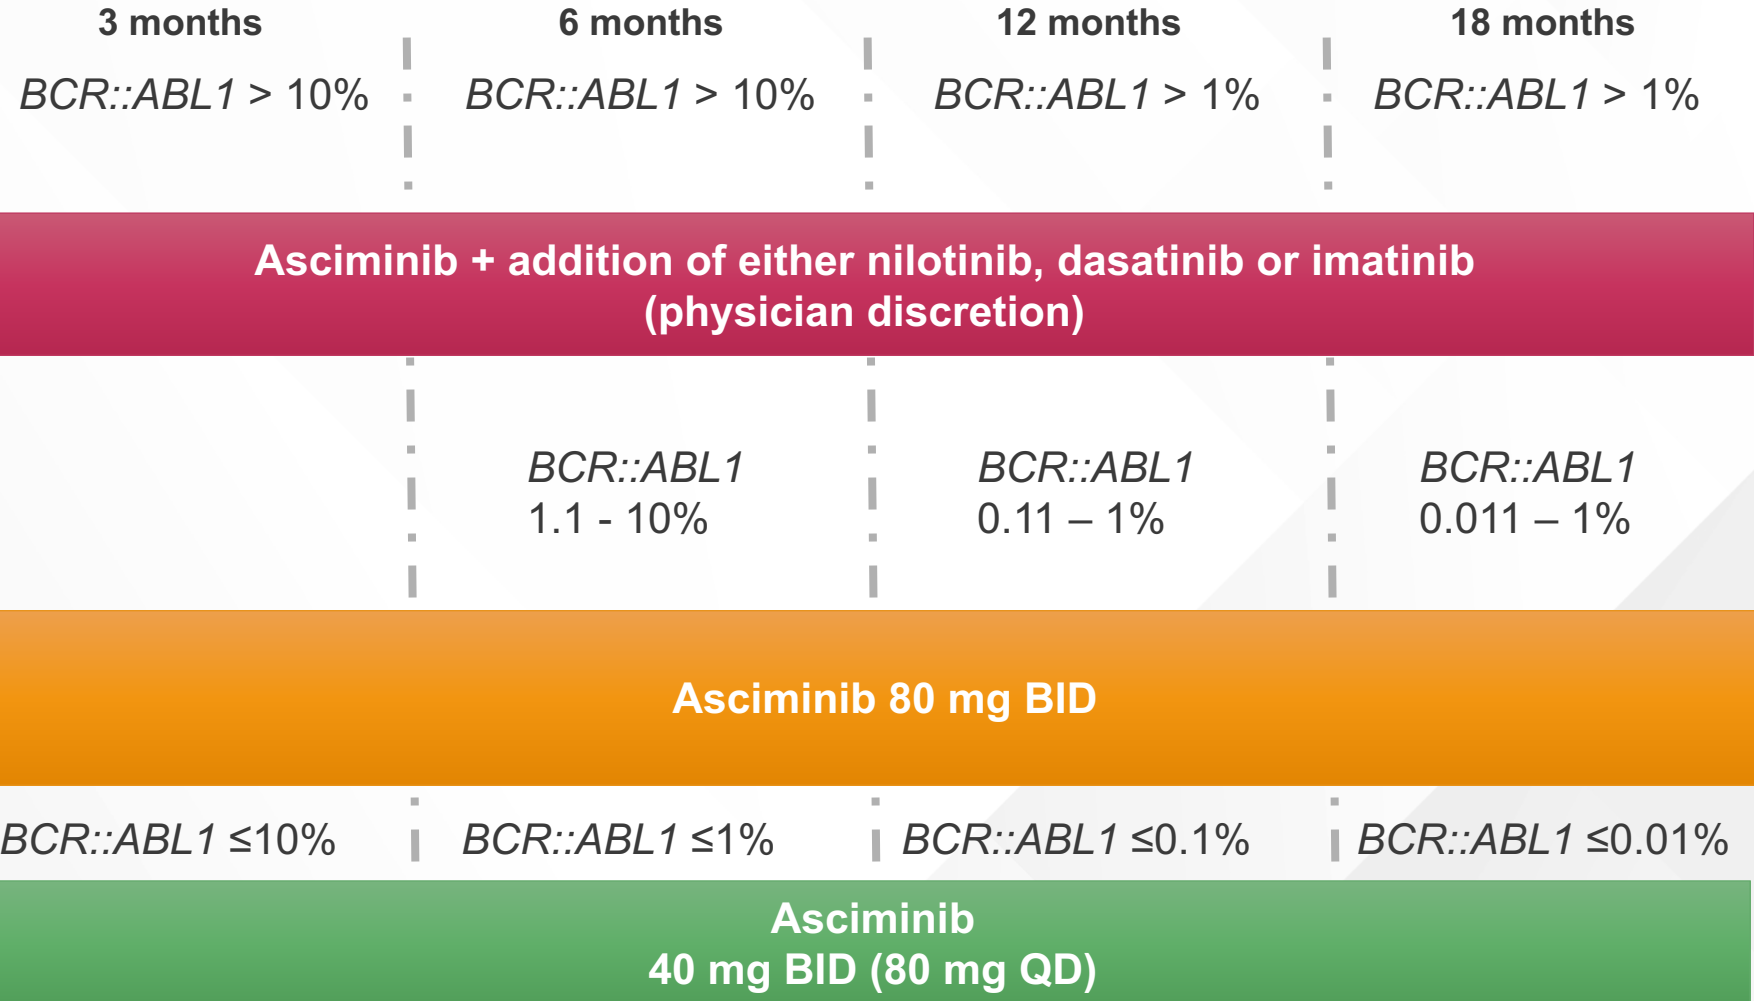 3 months
6 months
12 months
18 months
BCR::ABL1 > 10%
BCR::ABL1 > 10%
BCR::ABL1 > 1%
BCR::ABL1 > 1%
Asciminib + addition of either nilotinib, dasatinib or imatinib
(physician discretion)
BCR::ABL1
1.1 - 10%
BCR::ABL1
0.11 – 1%
BCR::ABL1
0.011 – 1%
Asciminib 80 mg BID
BCR::ABL1 ≤10%
BCR::ABL1 ≤1%
BCR::ABL1 ≤0.1%
BCR::ABL1 ≤0.01%
Asciminib
40 mg BID (80 mg QD)